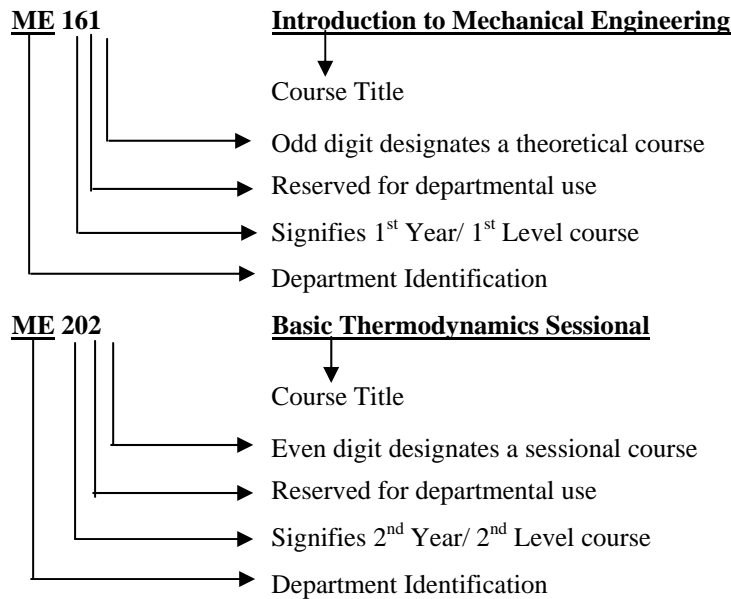 ME 161 Introduction to Mechanical Engineering
Course Title
Odd digit designates a theoretical course
Reserved for departmental use
Signifies 1st Year/ 1st Level course
Department Identification
ME 202 Basic Thermodynamics Sessional
Course Title
Even digit designates a sessional course
Reserved for departmental use
Signifies 2nd Year/ 2nd Level course
Department Identification